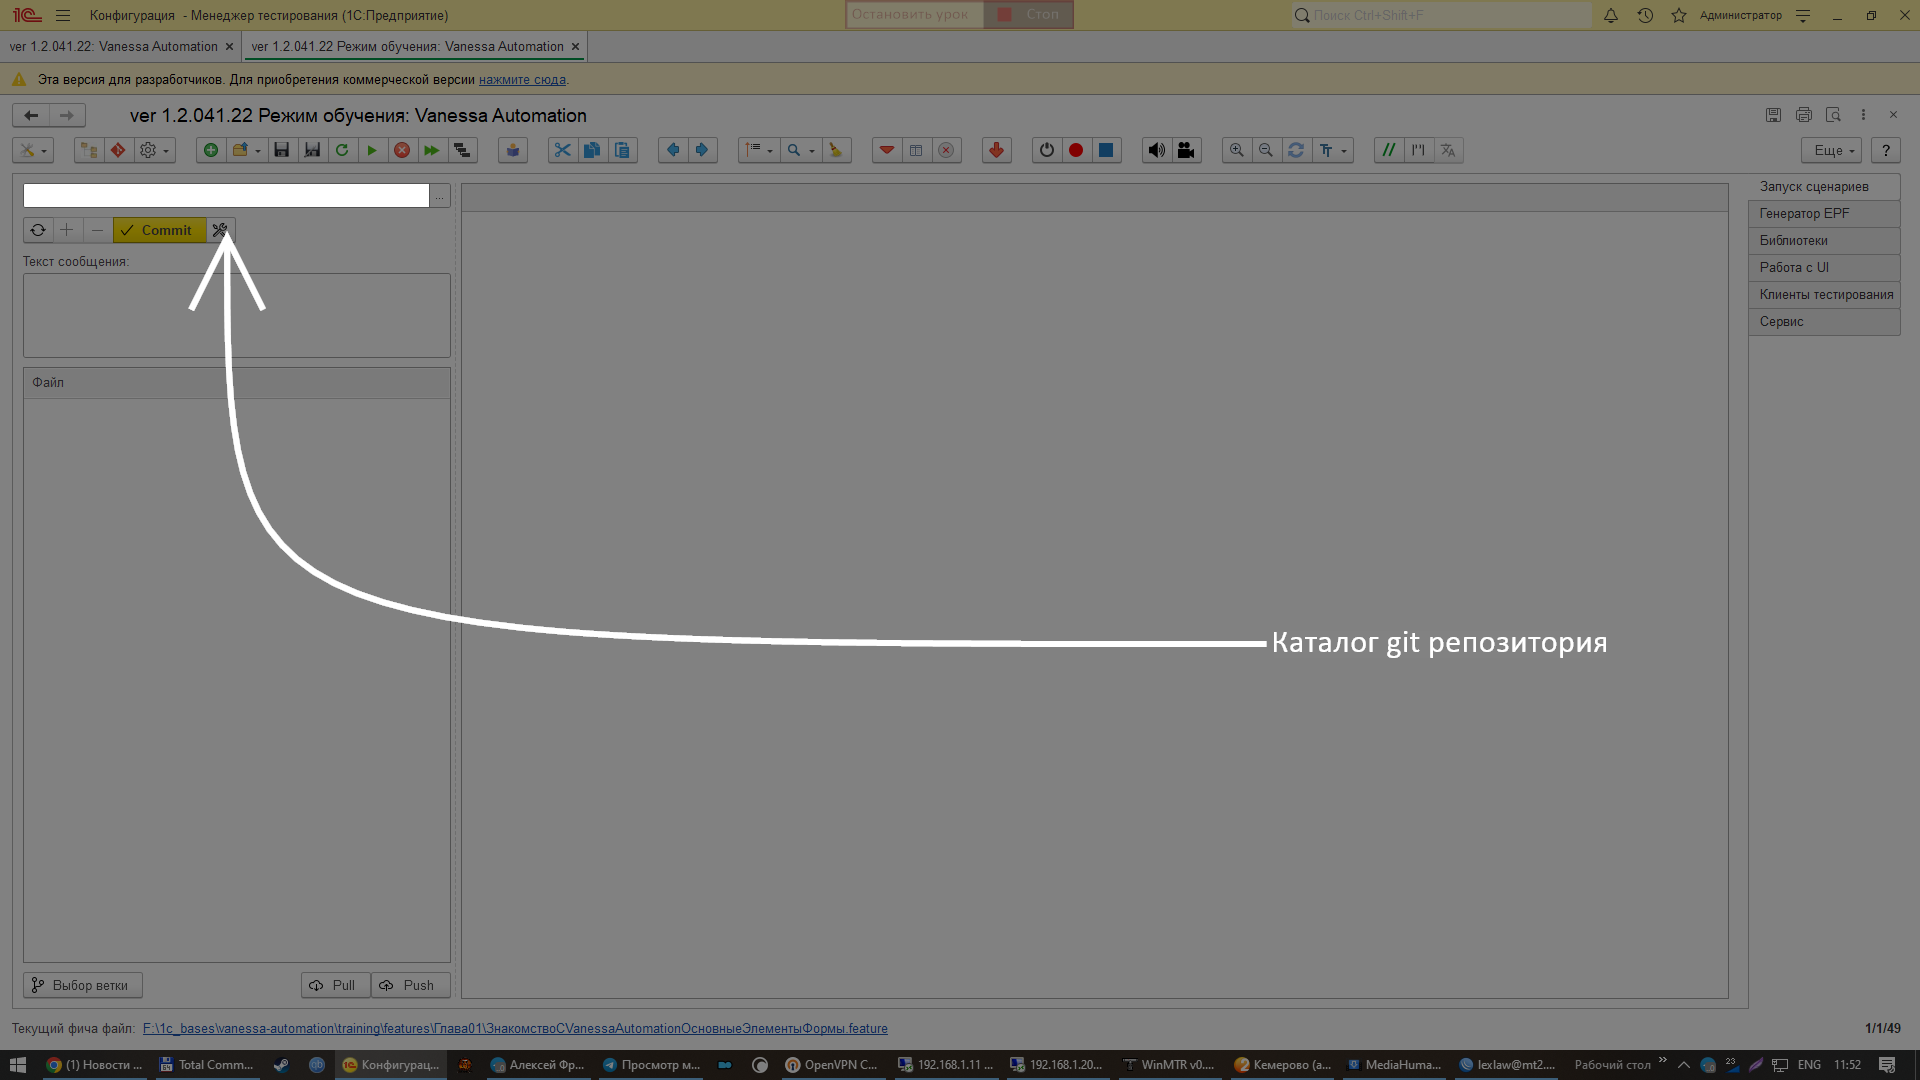 Конфигурация - Менеджер тестирования (1С:Предприятие)
Остановить урок
Стоп
Поиск Ctrl+Shift+F
Администратор
ver 1.2.041.22: Vanessa Automation
ver 1.2.041.22 Режим обучения: Vanessa Automation
Эта версия для разработчиков. Для приобретения коммерческой версии нажмите сюда.
ver 1.2.041.22 Режим обучения: Vanessa Automation
Еще
?
...
Commit
Текст сообщения:
Файл
Запуск сценариев
Генератор EPF
Библиотеки
Работа с UI
Клиенты тестирования
Сервис
Каталог git репозитория
Выбор ветки
Pull
Push
Текущий фича файл: F:\1c_bases\vanessa-automation\training\features\Глава01\ЗнакомствоСVanessaAutomationОсновныеЭлементыФормы.feature
1/1/49
(1) Новости ...
Total Comm...
Конфигурац...
Алексей Фр...
Просмотр м...
OpenVPN C...
192.168.1.11 ...
192.168.1.20...
WinMTR v0....
Кемерово (а...
MediaHuma...
lexlaw@mt2....
Рабочий стол
23
ENG
11:52